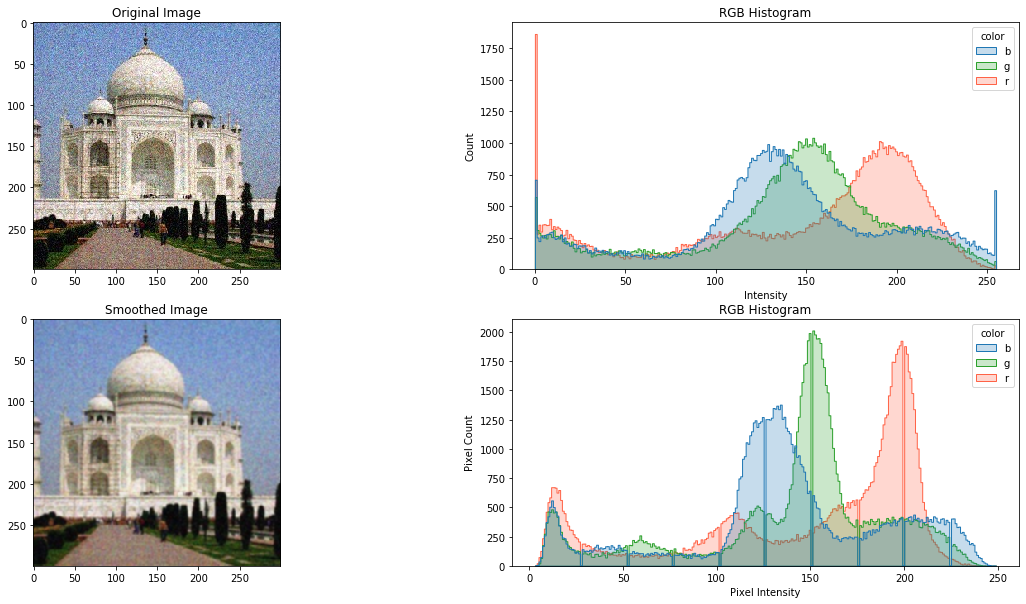 Original Image
0
50
100
150
200
250
0 50 100 150 200 250
RGB Histogram
color
b
g
r
Count
1750
1500
1250
1000
750
500
250
0
0 50 100 150 200 250
Intensity
Smoothed Image
0
50
100
150
200
250
0 50 100 150 200 250
RGB Histogram
color
b
g
r
Pixel Count
2000
1750
1500
1250
1000
750
500
250
0
0 50 100 150 200 250
Pixel Intensity